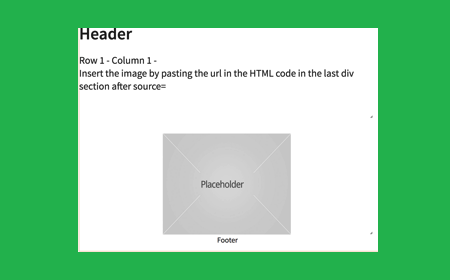 Header
Row 1 - Column 1 -
Insert the image by pasting the url in the HTML code in the last div
section after source=
Placeholder
Footer